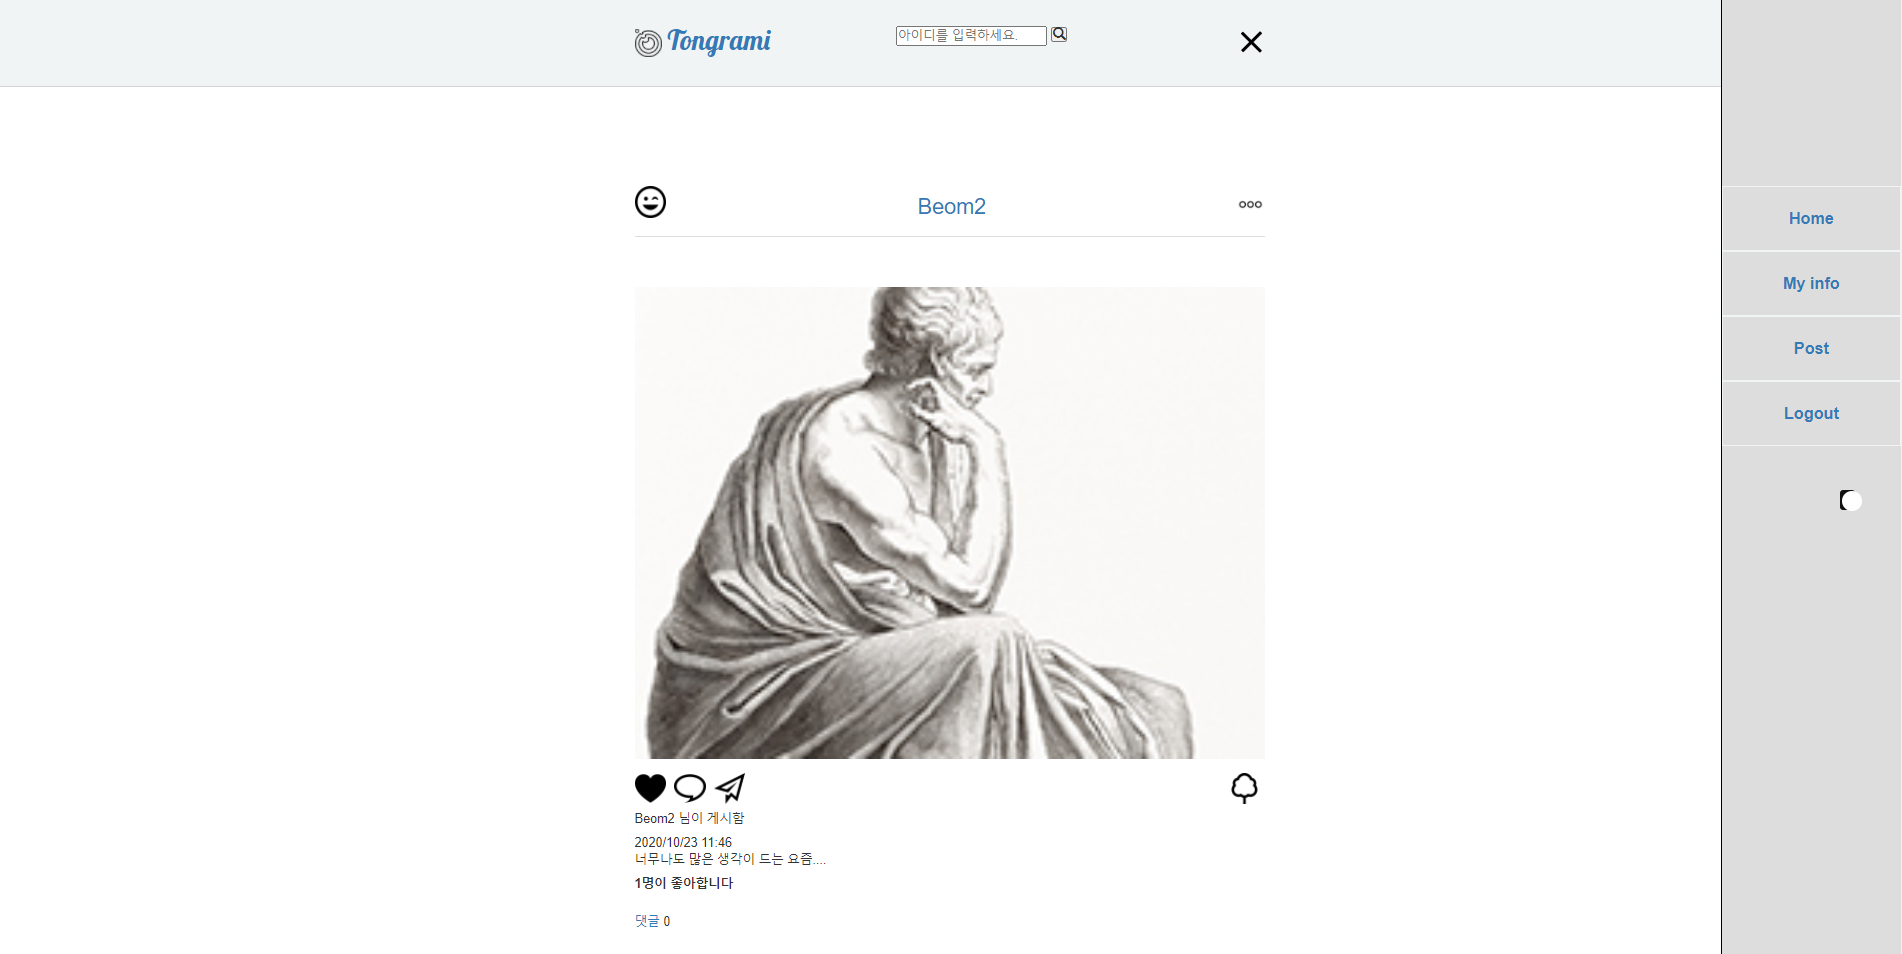 Tongrami
아이디를 입력하세요.
Beom2
Home
My info
Post
Logout
Beom2 님이 게시함
2020/10/23 11:46
너무나도 많은 생각이 드는 요즘....
1명이 좋아합니다
댓글 0